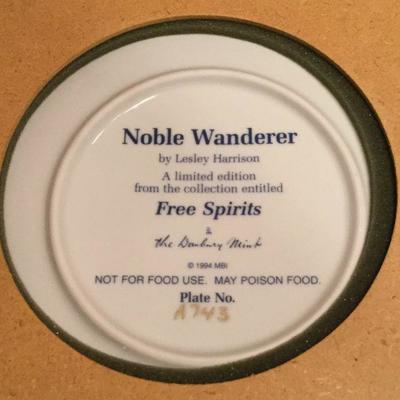 Noble Wanderer
by Lesley Harrison
A limited edition
from the collection entitled
Free Spirits
&
the Danbury Mint
© 1994 MBI
NOT FOR FOOD USE. MAY POISON FOOD.
Plate No.
A743